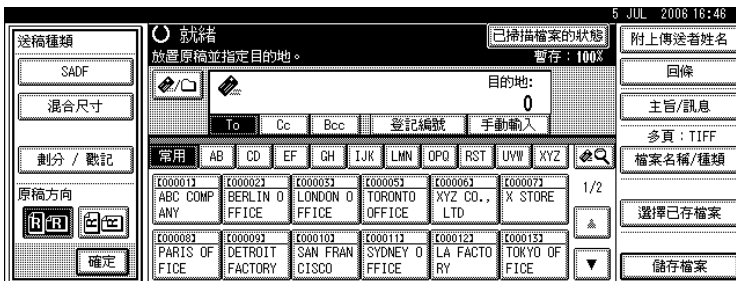 5 JUL 2006 16:46
送稿種類
SADF
混合尺寸
劃分 / 戳記
原稿方向
確定
就緒
已掃描檔案的狀態
放置原稿並指定目的地。
暫存:100%
目的地:
0
To Cc Bcc 登記編號 手動輸入
常用 AB CD EF GH IJK LMN OPQ RST UVW XYZ
[00001] [00002] [00003] [00005] [00006] [00007]
ABC COMP BERLIN O LONDON O TORONTO XYZ CO., X STORE
ANY FFICE FFICE OFFICE LTD
1/2
[00008] [00009] [00010] [00011] [00012] [00013]
PARIS OF DETROIT SAN FRAN SYDNEY O LA FACTO TOKYO OF
FICE FACTORY CISCO FFICE RY FICE
附上傳送者姓名
回條
主旨/訊息
多頁:TIFF
檔案名稱/種類
選擇已存檔案
儲存檔案